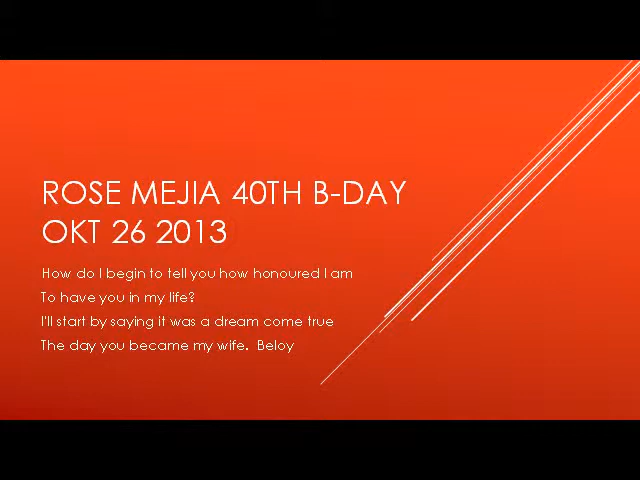 ROSE MEJIA 40TH B-DAY
OKT 26 2013
How do I begin to tell you how honoured I am
To have you in my life?
I'll start by saying it was a dream come true
The day you became my wife.  Beloy